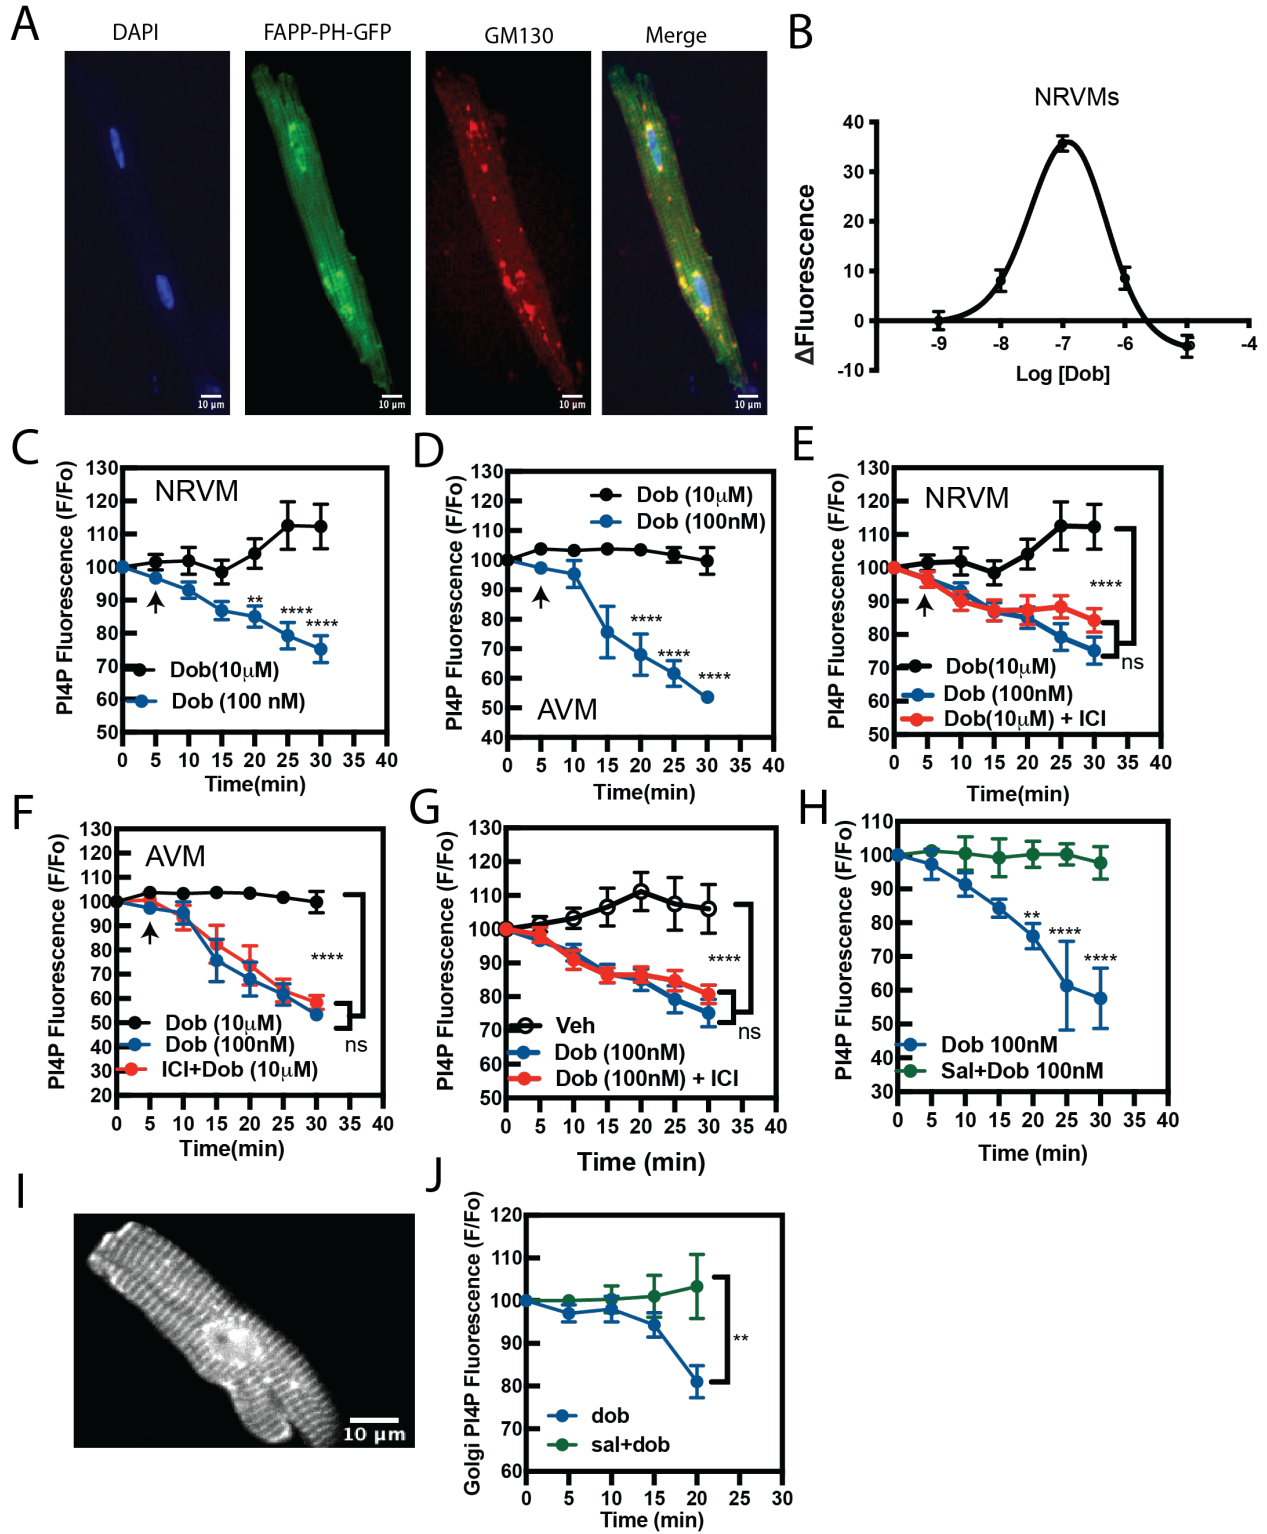 A
DAPI
FAPP-PH-GFP
GM130
Merge
10 µm
10 µm
10 µm
10 µm
B
NRVMs
ΔFluorescence
40
30
20
10
0
-10
-9
-8
-7
-6
-5
-4
Log [Dob]
C
PI4P Fluorescence (F/Fo)
130
120
110
100
90
80
70
60
50
NRVM
**
****
****
Dob(10µM)
Dob (100 nM)
0 5 10 15 20 25 30 35 40
Time(min)
D
PI4P Fluorescence (F/Fo)
130
120
110
100
90
80
70
60
50
40
Dob (10µM)
Dob (100nM)
****
****
****
AVM
0 5 10 15 20 25 30 35 40
Time(min)
E
PI4P Fluorescence (F/Fo)
130
120
110
100
90
80
70
60
50
NRVM
****
ns
Dob(10µM)
Dob (100nM)
Dob(10µM) + ICI
0 5 10 15 20 25 30 35 40
Time(min)
F
PI4P Fluorescence (F/Fo)
130
120
110
100
90
80
70
60
50
40
30
20
AVM
****
ns
Dob (10µM)
Dob (100nM)
ICI+Dob (10µM)
0 5 10 15 20 25 30 35 40
Time(min)
G
PI4P Fluorescence (F/Fo)
130
120
110
100
90
80
70
60
50
****
ns
Veh
Dob (100nM)
Dob (100nM) + ICI
0 5 10 15 20 25 30 35 40
Time (min)
H
PI4P Fluorescence (F/Fo)
110
100
90
80
70
60
50
40
30
**
****
****
Dob 100nM
Sal+Dob 100nM
0 5 10 15 20 25 30 35 40
Time (min)
I
10 µm
J
Golgi PI4P Fluorescence (F/Fo)
120
110
100
90
80
70
60
**
dob
sal+dob
0 5 10 15 20 25 30
Time (min)